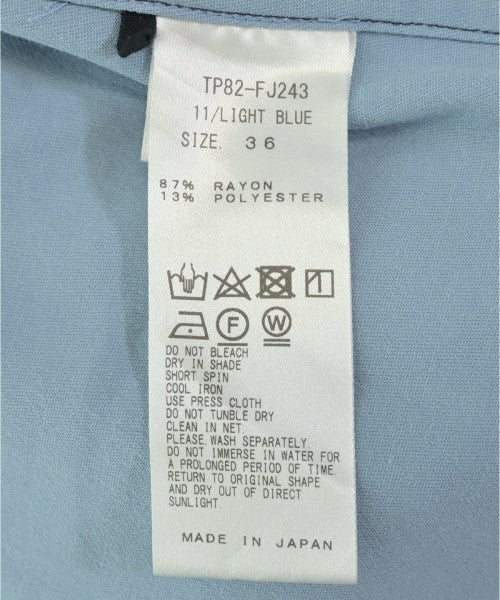 TP82-FJ243
11/LIGHT BLUE
SIZE. 36
87% RAYON
13% POLYESTER
F W
DO NOT BLEACH
DRY IN SHADE
SHORT SPIN
COOL IRON
USE PRESS CLOTH
DO NOT TUNBLE DRY
CLEAN IN NET.
PLEASE WASH SEPARATELY.
DO NOT IMMERSE IN WATER FOR
A PROLONGED PERIOD OF TIME.
RETURN TO ORIGINAL SHAPE
AND DRY OUT OF DIRECT
SUNLIGHT.
MADE IN JAPAN